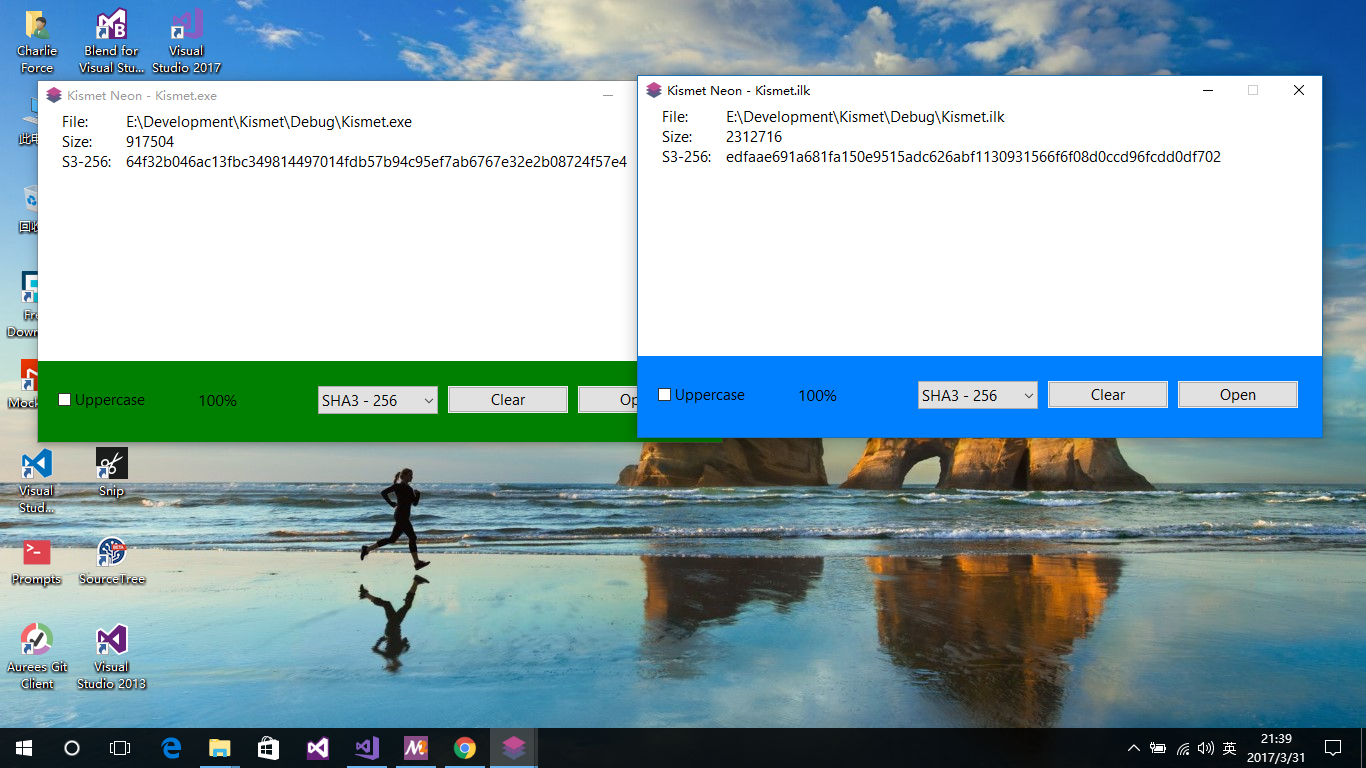 Charlie
Force
Blend for
Visual Stu...
Visual
Studio 2017
Kismet Neon - Kismet.exe
File: E:\Development\Kismet\Debug\Kismet.exe
Size: 917504
S3-256: 64f32b046ac13fbc349814497014fdb57b94c95ef7ab6767e32e2b08724f57e4
Uppercase 100% SHA3 - 256 Clear Op
Kismet Neon - Kismet.ilk
File: E:\Development\Kismet\Debug\Kismet.ilk
Size: 2312716
S3-256: edfaae691a681fa150e9515adc626abf1130931566f6f08d0ccd96fcdd0df702
Uppercase 100% SHA3 - 256 Clear Open
此电
回收
Fre
Down
Mock
Visual
Stud...
Snip
Prompts
SourceTree
BETA
Aurees Git
Client
Visual
Studio 2013
英
21:39
2017/3/31